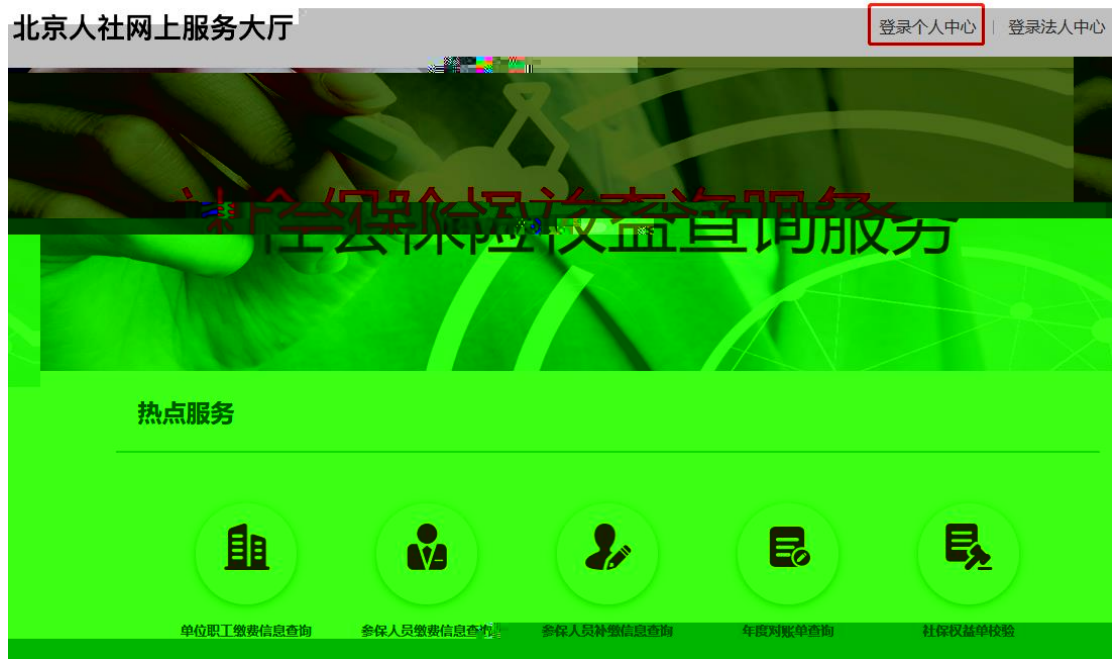 北京人社网上服务大厅
登录个人中心 | 登录法人中心
社会保险权益查询服务
热点服务
单位职工缴费信息查询 参保人员缴费信息查询 参保人员补缴信息查询 年度对账单查询 社保权益单校验